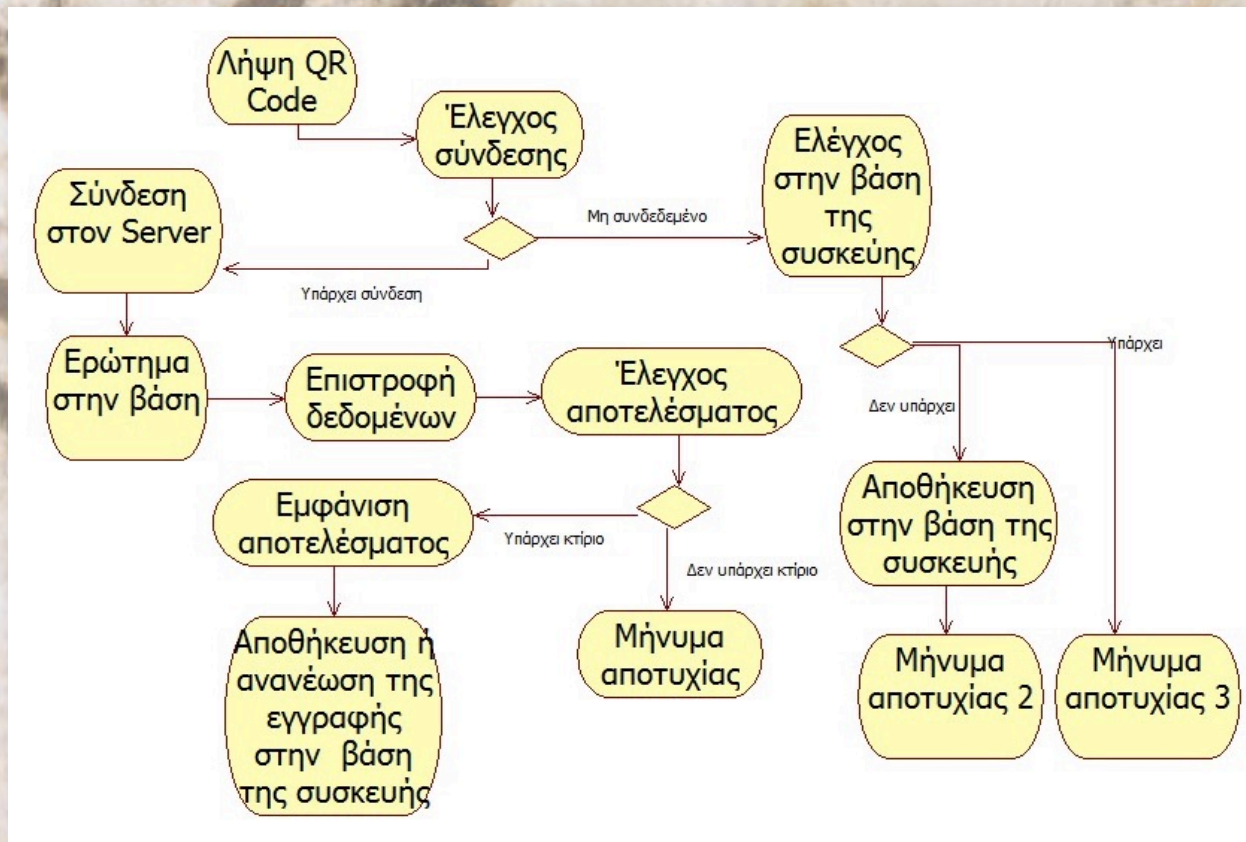 Λήψη QR
Code
Έλεγχος
σύνδεσης
Ελέγχος
στην βάση
της
συσκεύης
Σύνδεση
στον Server
Μη συνδεδεμένο
Υπάρχει σύνδεση
Ερώτημα
στην βάση
Επιστροφή
δεδομένων
Έλεγχος
αποτελέσματος
Υπάρχει
Δεν υπάρχει
Εμφάνιση
αποτελέσματος
Υπάρχει κτίριο
Δεν υπάρχει κτίριο
Αποθήκευση
στην βάση της
συσκευής
Αποθήκευση ή
ανανέωση της
εγγραφής
στην βάση
της συσκευής
Μήνυμα
αποτυχίας
Μήνυμα
αποτυχίας 2
Μήνυμα
αποτυχίας 3